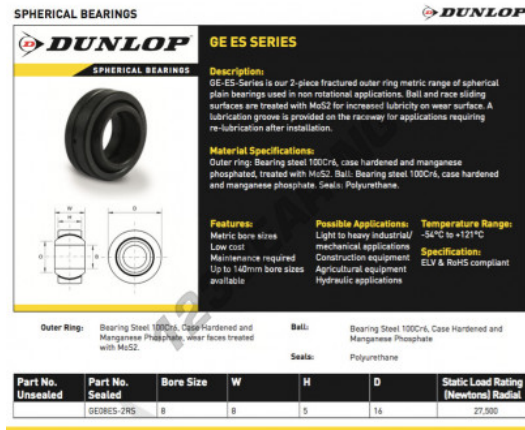 SPHERICAL BEARINGS
DUNLOP
DUNLOP
SPHERICAL BEARINGS
GE ES SERIES
Description:
GE-ES-Series is our 2-piece fractured outer ring metric range of spherical
plain bearings used in non rotational applications. Ball and race sliding
surfaces are treated with MoS2 for increased lubricity on wear surface. A
lubrication groove is provided on the raceway for applications requiring
re-lubrication after installation.
Material Specifications:
Outer ring: Bearing steel 100Cr6, case hardened and manganese
phosphated, treated with MoS2. Ball: Bearing steel 100Cr6, case hardened
and manganese phosphate. Seals: Polyurethane.
Features:
Metric bore sizes
Low cost
Maintenance required
Up to 140mm bore sizes
available
Possible Applications:
Light to heavy industrial/
mechanical applications
Construction equipment
Agricultural equipment
Hydraulic applications
Temperature Range:
-54°C to +121°C
Specification:
ELV & RoHS compliant
W
H
D
Outer Ring:
Bearing Steel 100Cr6, Case Hardened and
Manganese Phosphate, wear faces treated
with MoS2.
Ball:
Bearing Steel 100Cr6, Case Hardened and
Manganese Phosphate
Seals:
Polyurethane
Part No. Unsealed Part No. Sealed Bore Size W H D Static Load Rating (Newtons) Radial
GE08ES-2RS 8 8 5 16 27,500